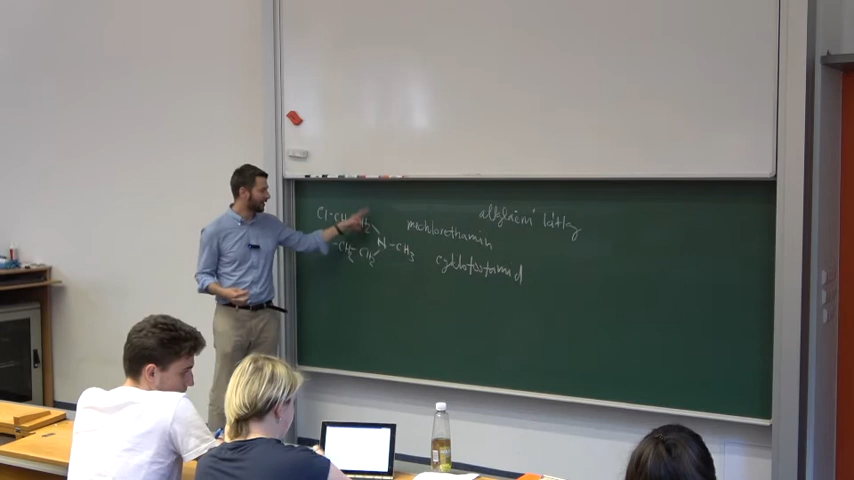 alkylační látky
Cl-CH₂
mechlorethamin
N-CH₃
-CH₂-CH₂
cyklofosfamid